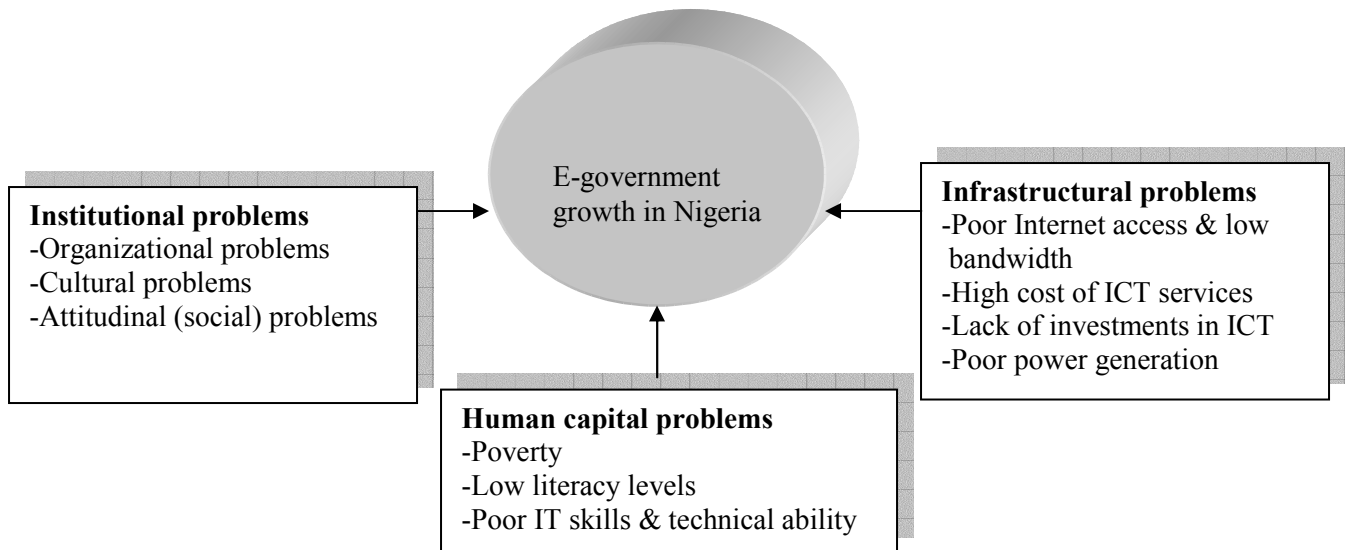 E-government
growth in Nigeria
Institutional problems
-Organizational problems
-Cultural problems
-Attitudinal (social) problems
Infrastructural problems
-Poor Internet access & low
bandwidth
-High cost of ICT services
-Lack of investments in ICT
-Poor power generation
Human capital problems
-Poverty
-Low literacy levels
-Poor IT skills & technical ability